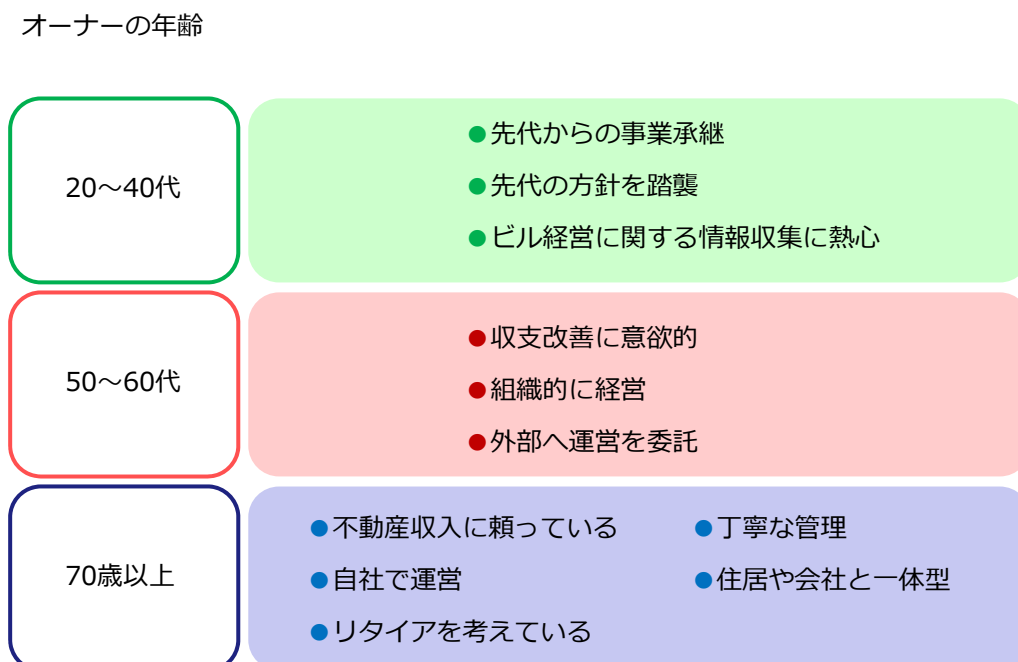 オーナーの年齢
20～40代
●先代からの事業承継
●先代の方針を踏襲
●ビル経営に関する情報収集に熱心
50～60代
●収支改善に意欲的
●組織的に経営
●外部へ運営を委託
70歳以上
●不動産収入に頼っている
●自社で運営
●リタイアを考えている
●丁寧な管理
●住居や会社と一体型